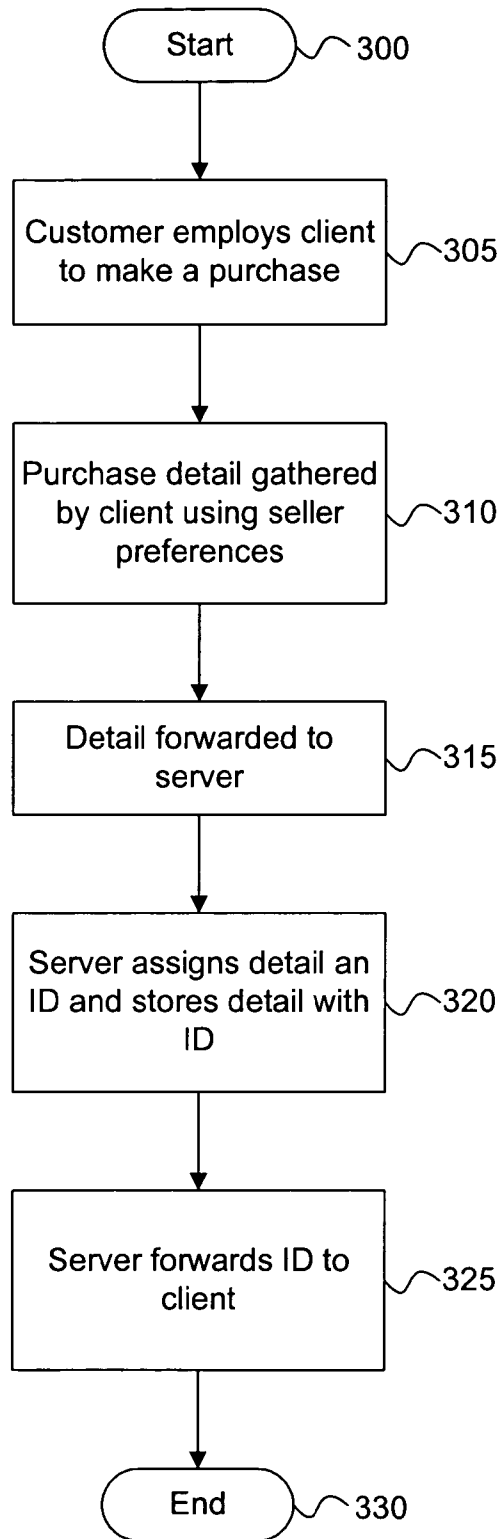 Start
300
Customer employs client
to make a purchase
305
Purchase detail gathered
by client using seller
preferences
310
Detail forwarded to
server
315
Server assigns detail an
ID and stores detail with
ID
320
Server forwards ID to
client
325
End
330